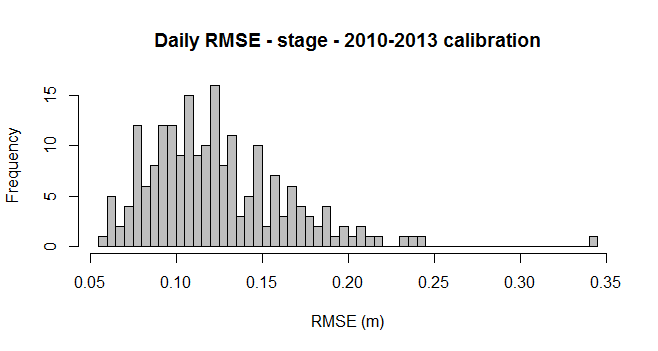 Daily RMSE - stage - 2010-2013 calibration
Frequency
15
10
5
0
0.05 0.10 0.15 0.20 0.25 0.30 0.35
RMSE (m)